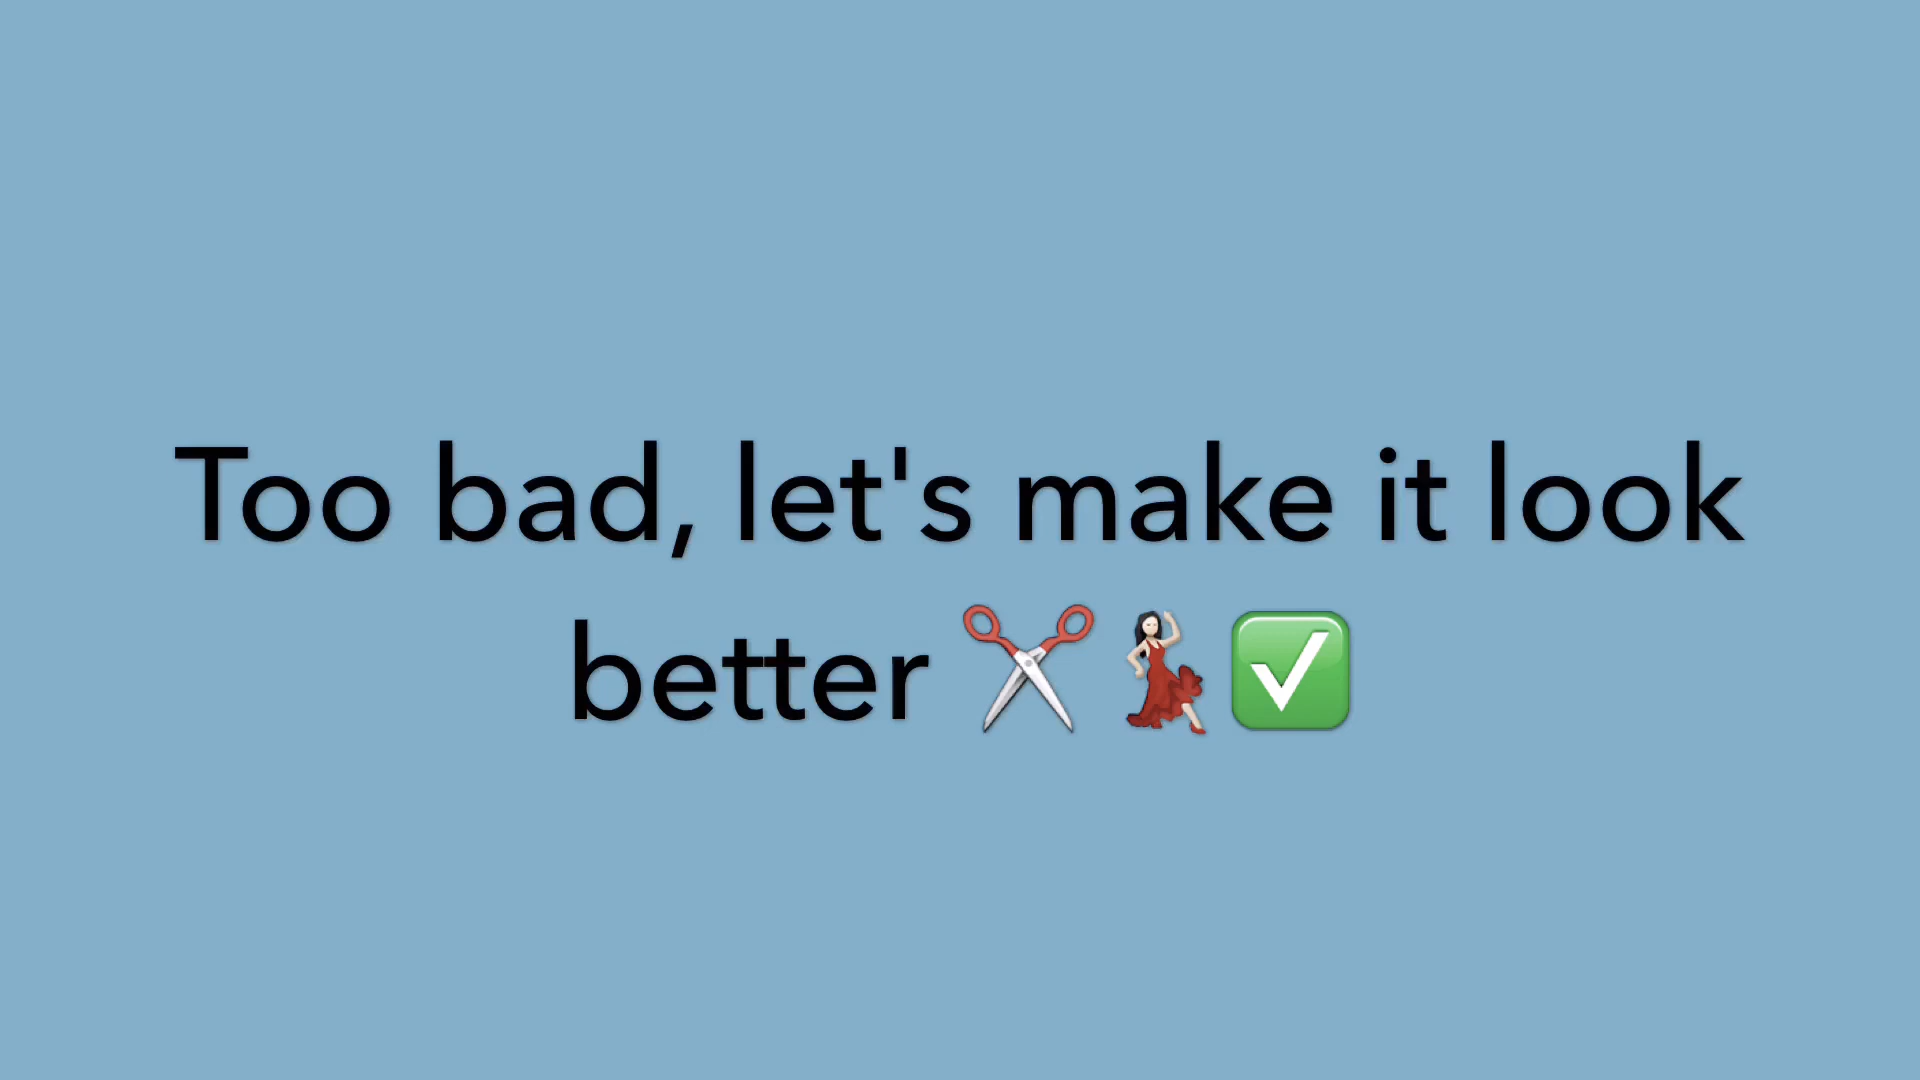 Too bad, let's make it look
better ✂️ 💃🏻 ✅